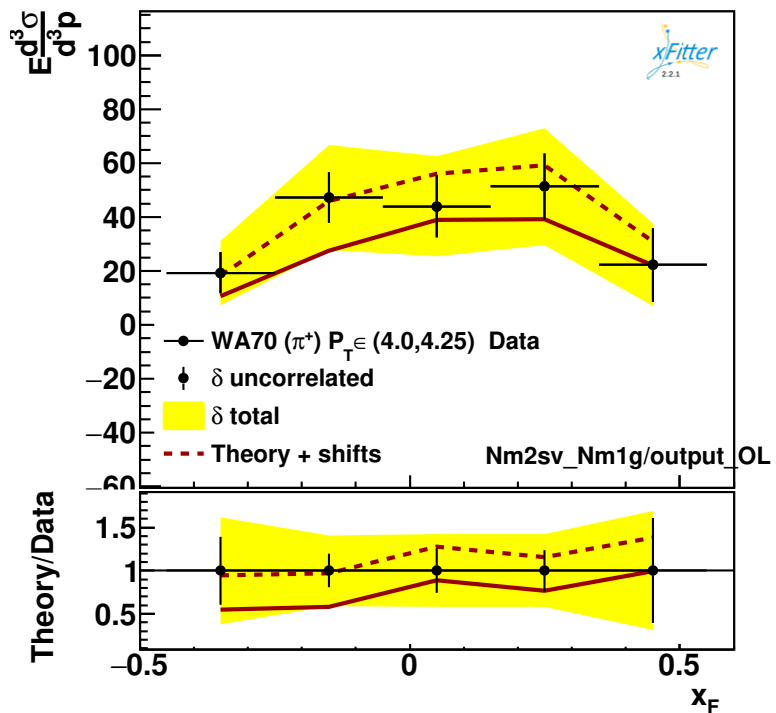 E d³σ/d³p
xFitter
2.2.1
100
80
60
40
20
0
−20
−40
−60
WA70 (π⁺) P_T∈ (4.0,4.25) Data
δ uncorrelated
δ total
Theory + shifts
Nm2sv_Nm1g/output_OL
Theory/Data
1.5
1
0.5
−0.5
0
0.5
x_F